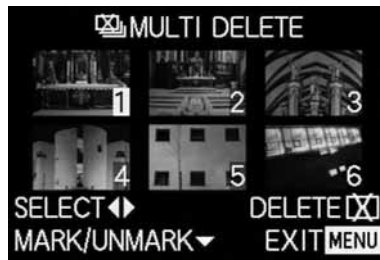 MULTI DELETE
1 2 3
4 5 6
SELECT DELETE
MARK/UNMARK EXIT MENU